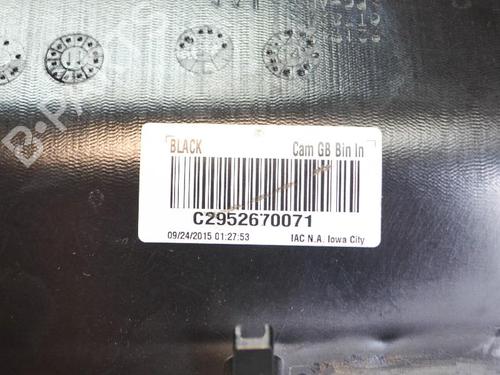 BLACK
Cam GB Bin In
C2952670071
09/24/2015 01:27:53
IAC N.A. Iowa City